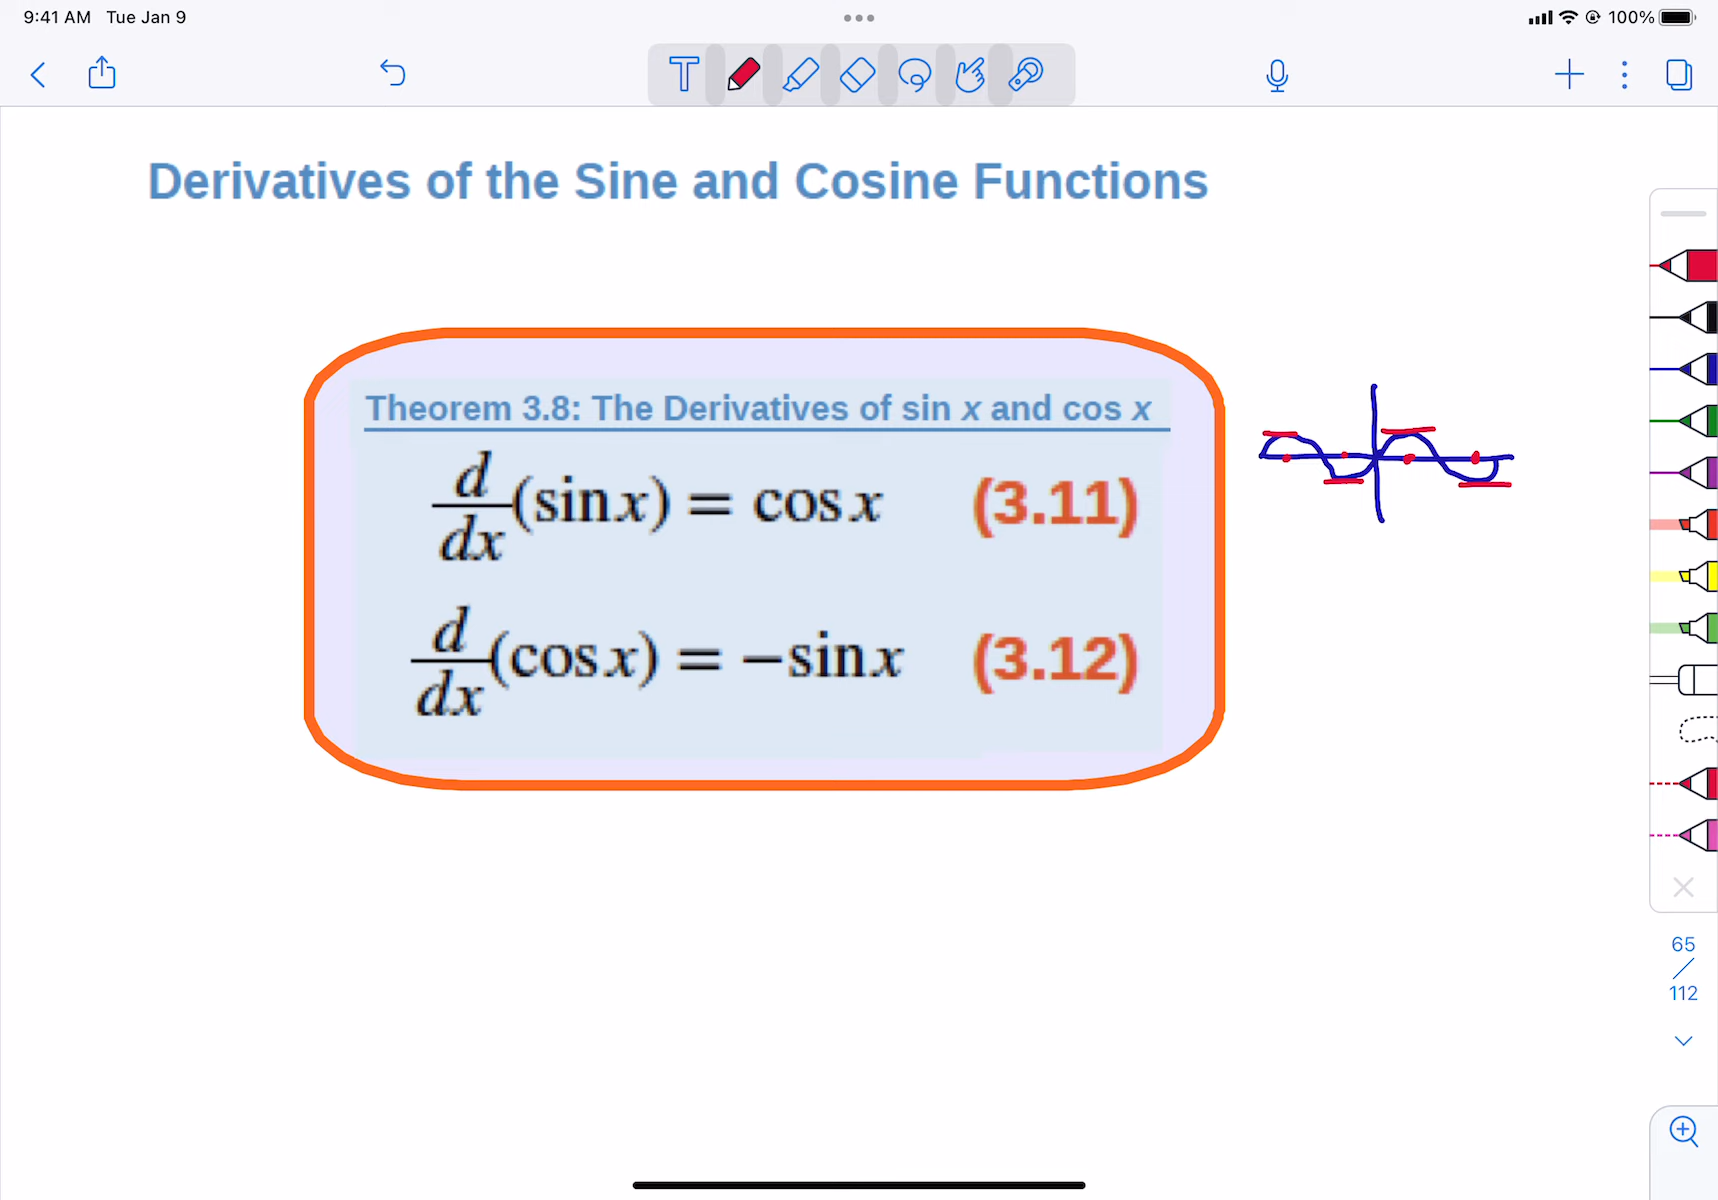 9:41 AM Tue Jan 9
100%
T
Derivatives of the Sine and Cosine Functions
Theorem 3.8: The Derivatives of sin x and cos x
d/dx(sin x) = cos x (3.11)
d/dx(cos x) = −sin x (3.12)
65
/
112